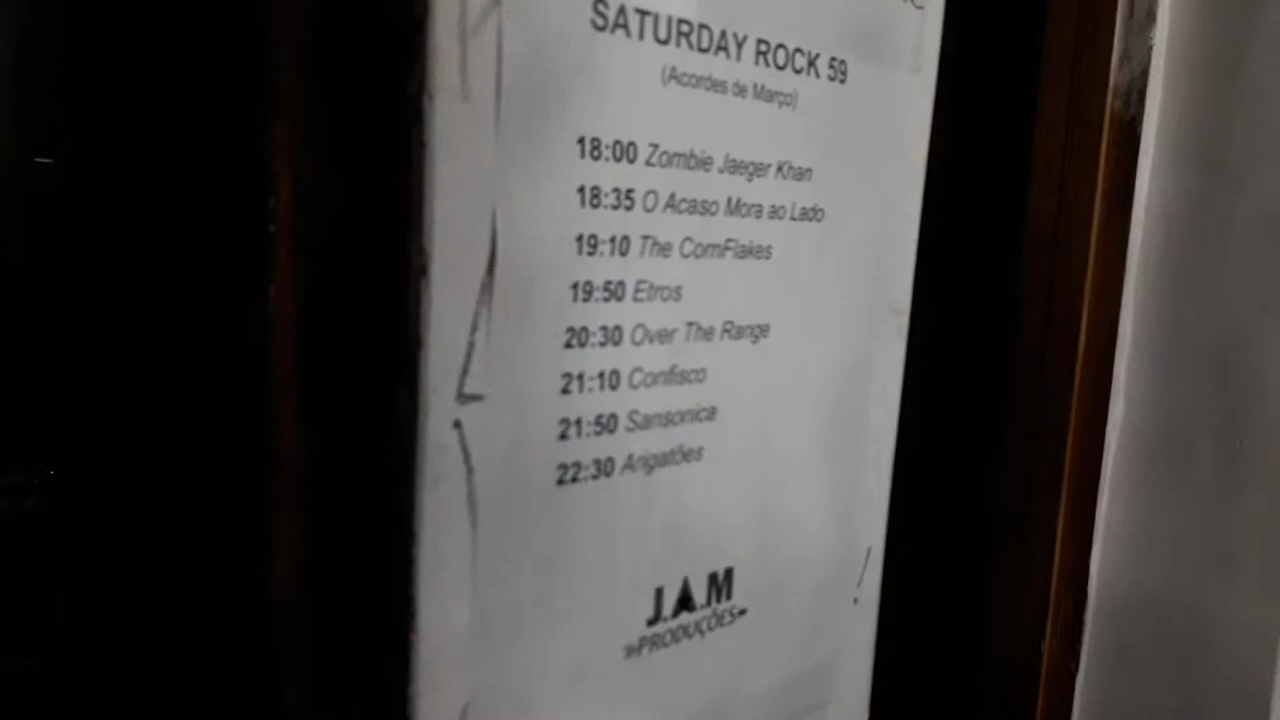 SATURDAY ROCK 59
(Acordes de Março)
18:00 Zombie Jaeger Khan
18:35 O Acaso Mora ao Lado
19:10 The CornFlakes
19:50 Etros
20:30 Over The Range
21:10 Confisco
21:50 Sansonica
22:30 Arigatões
J.A.M
PRODUÇÕES